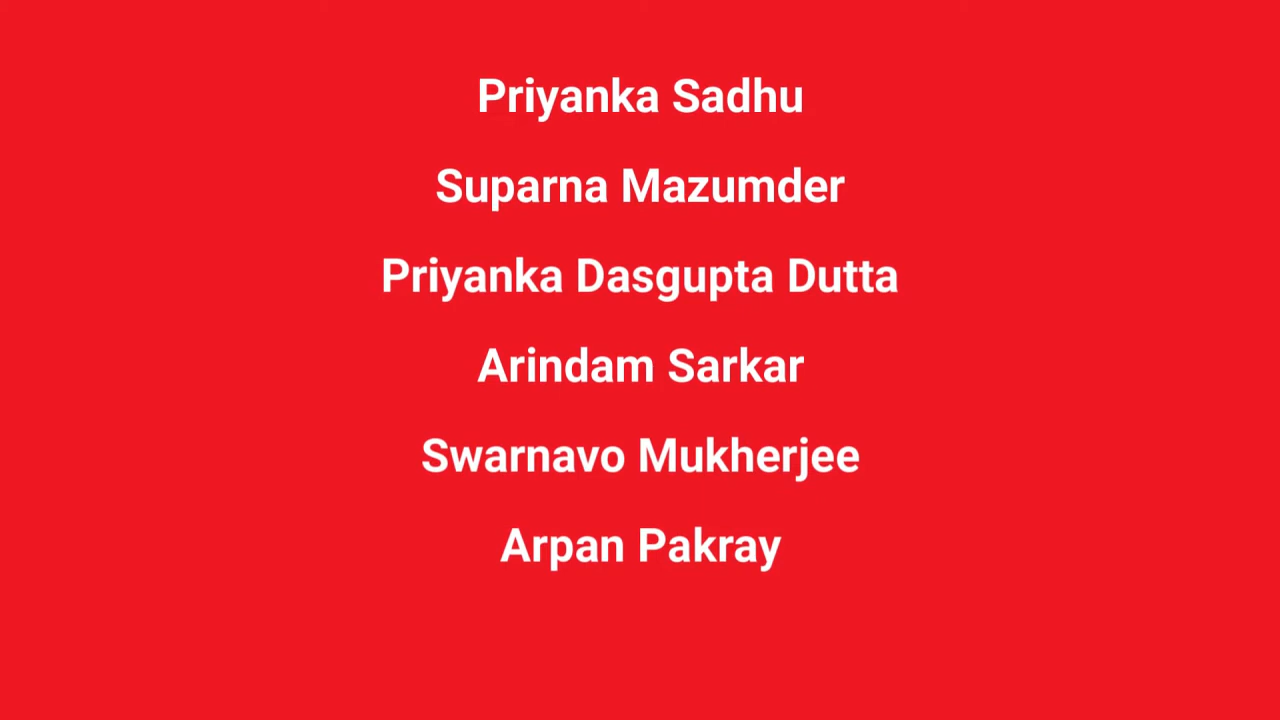 Priyanka Sadhu
Suparna Mazumder
Priyanka Dasgupta Dutta
Arindam Sarkar
Swarnavo Mukherjee
Arpan Pakray